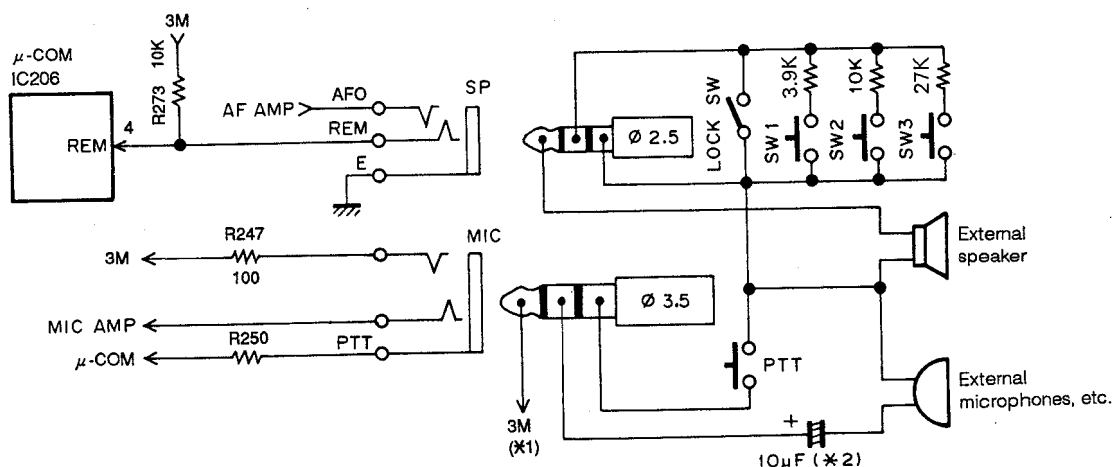 μ-COM
IC206
REM
4
3M
R273 10K
AF AMP
AFO
REM
E
SP
3M
R247
100
MIC
MIC AMP
μ-COM
R250
PTT
Ø 2.5
LOCK SW
3.9K
SW1
10K
SW2
27K
SW3
External
speaker
Ø 3.5
PTT
3M
(※1)
+
10μF (※2)
External
microphones, etc.